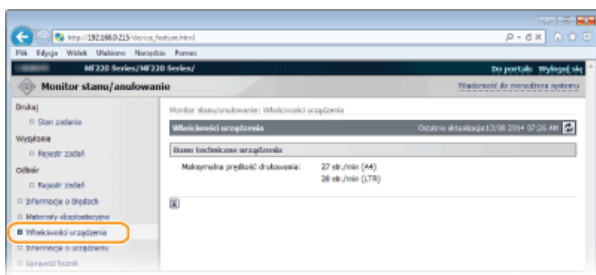 http://192.168.0.215/device_feature.html
Plik Edycja Widok Ulubione Narzędzia Pomoc
MF220 Series/MF220 Series/
Do portalu Wyloguj się
Monitor stanu/anulowanie
Wiadomość do menedżera systemu
Drukuj
Stan zadania
Wysyłanie
Rejestr zadań
Odbiór
Rejestr zadań
Informacje o błędach
Materiały eksploatacyjne
Właściwości urządzenia
Informacje o urządzeniu
Sprawdź licznik
Monitor stanu/anulowanie: Właściwości urządzenia
Właściwości urządzenia
Ostatnia aktualizacja:13/08 2014 07:26 AM
Dane techniczne urządzenia
Maksymalna prędkość drukowania: 27 str./min (A4)
28 str./min (LTR)